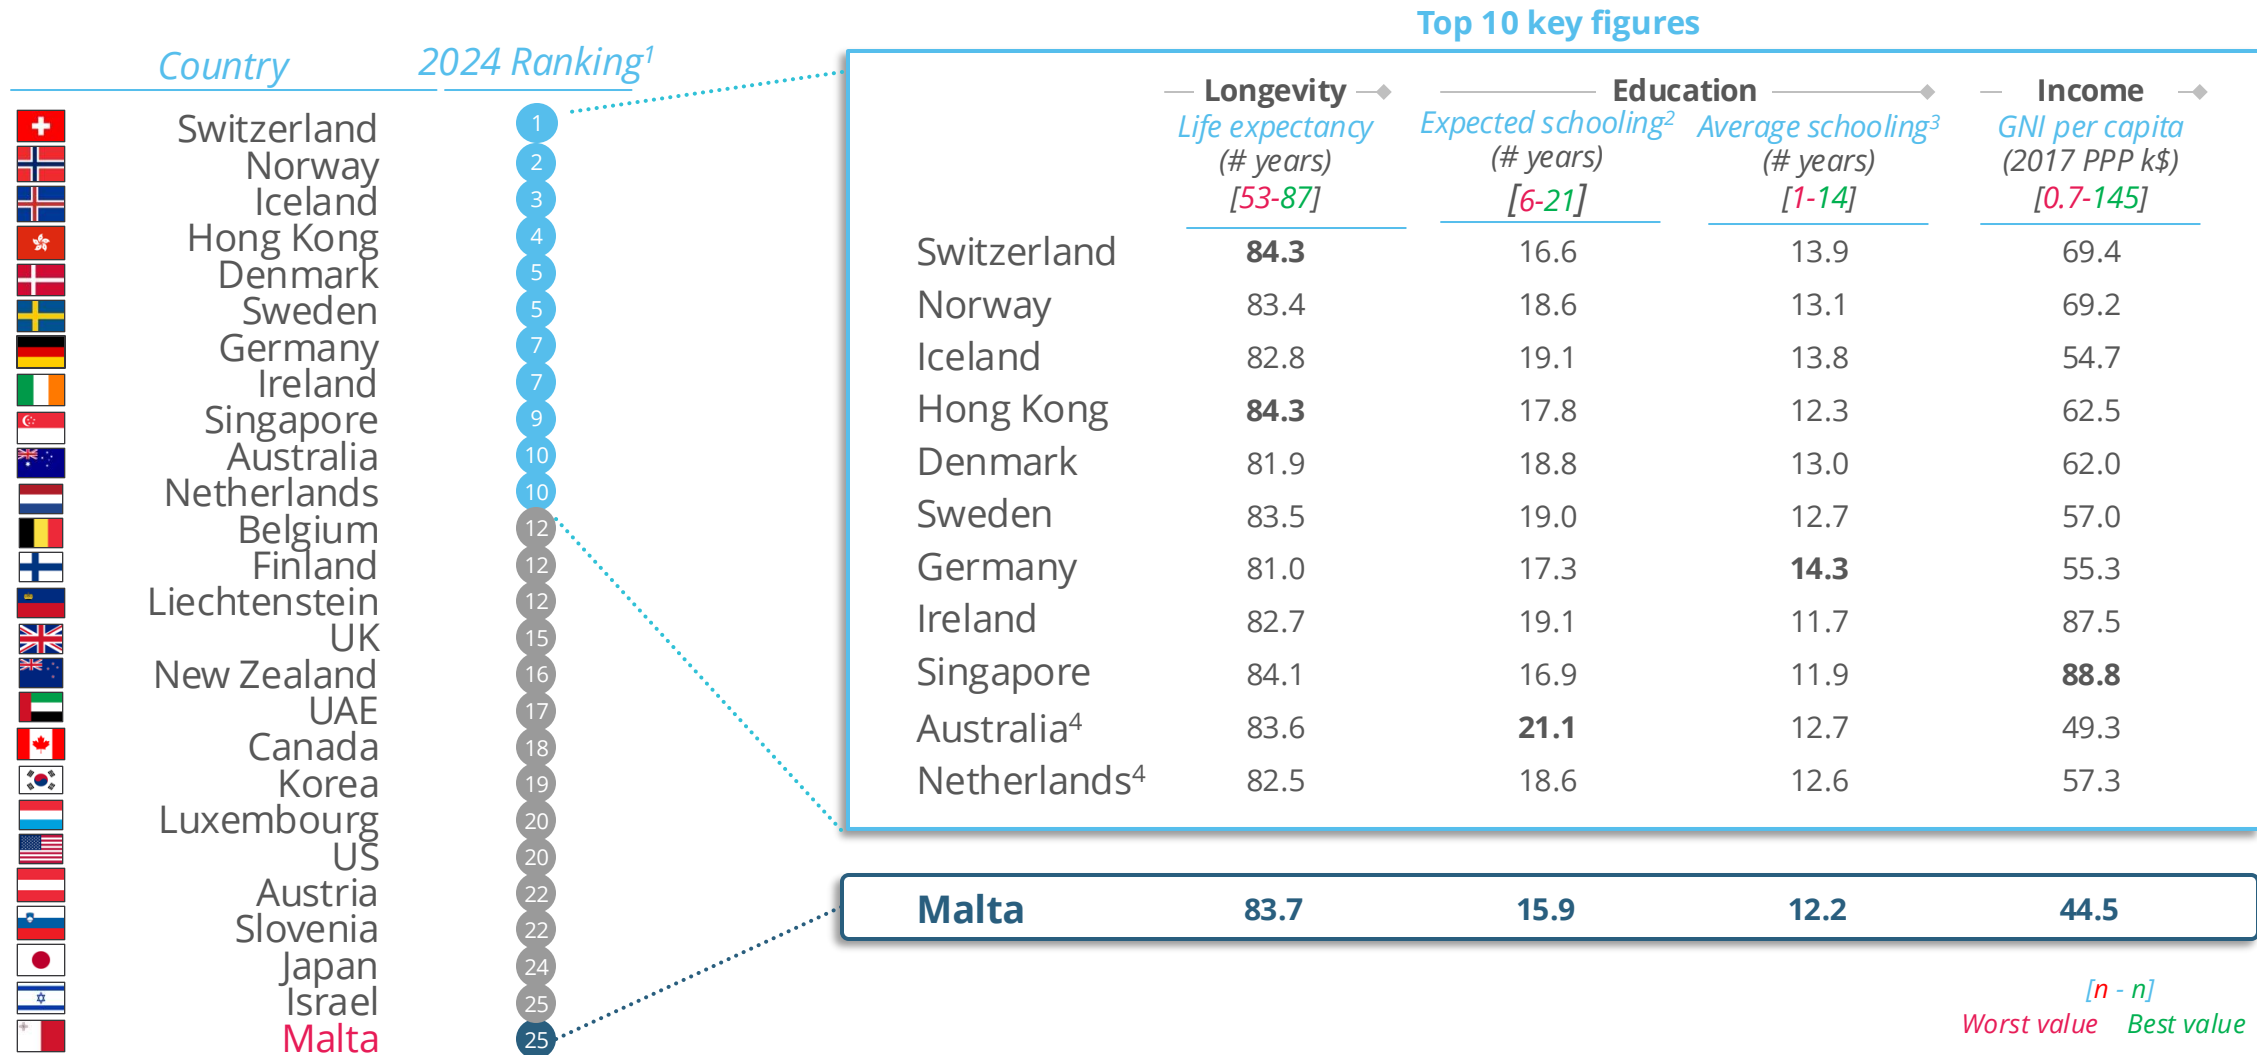 Top 10 key figures
Country 2024 Ranking¹
Switzerland 1
Norway 2
Iceland 3
Hong Kong 4
Denmark 5
Sweden 5
Germany 7
Ireland 7
Singapore 9
Australia 10
Netherlands 10
Belgium 12
Finland 12
Liechtenstein 12
UK 15
New Zealand 16
UAE 17
Canada 18
Korea 19
Luxembourg 20
US 20
Austria 22
Slovenia 22
Japan 24
Israel 25
Malta 25
Longevity Education Income
Life expectancy Expected schooling² Average schooling³ GNI per capita
(# years) (# years) (# years) (2017 PPP k$)
[53-87] [6-21] [1-14] [0.7-145]
Switzerland 84.3 16.6 13.9 69.4
Norway 83.4 18.6 13.1 69.2
Iceland 82.8 19.1 13.8 54.7
Hong Kong 84.3 17.8 12.3 62.5
Denmark 81.9 18.8 13.0 62.0
Sweden 83.5 19.0 12.7 57.0
Germany 81.0 17.3 14.3 55.3
Ireland 82.7 19.1 11.7 87.5
Singapore 84.1 16.9 11.9 88.8
Australia⁴ 83.6 21.1 12.7 49.3
Netherlands⁴ 82.5 18.6 12.6 57.3
Malta 83.7 15.9 12.2 44.5
[n - n]
Worst value Best value